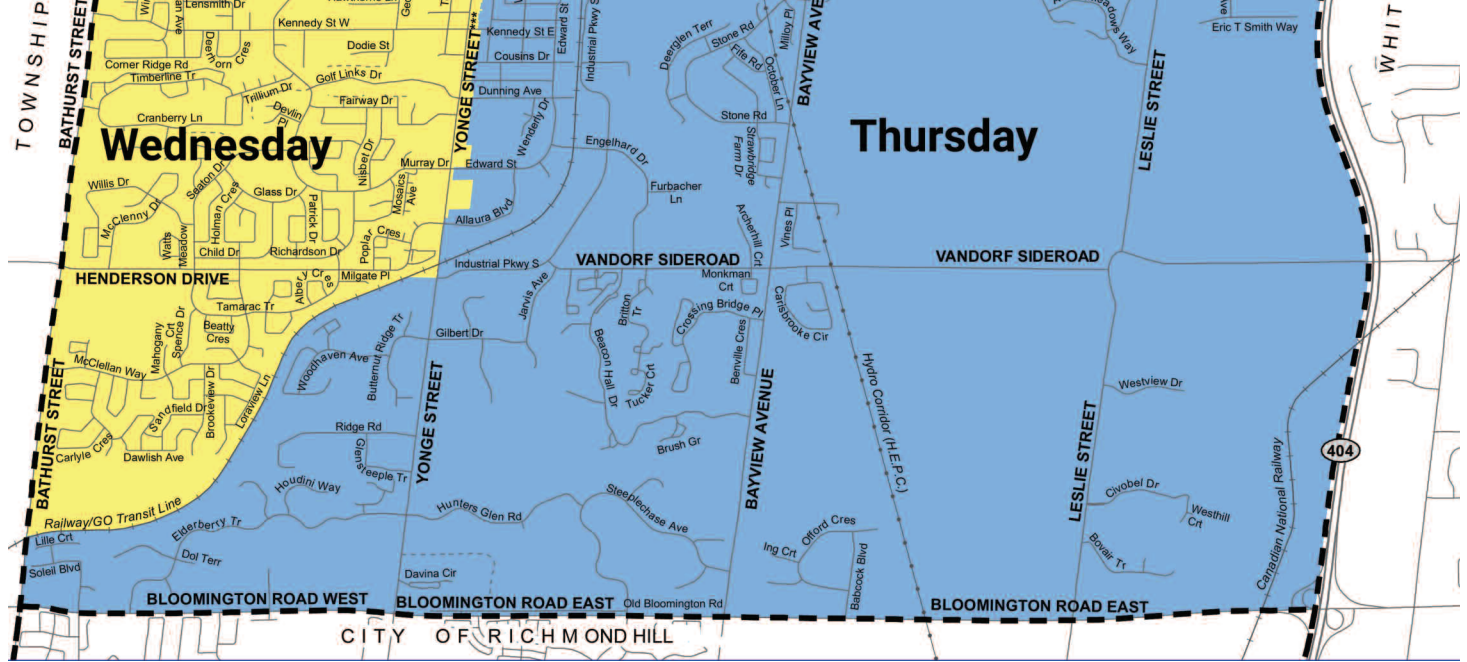 Lensmith Dr
Kennedy St W
Dodie St
Deerhorn Cres
Corner Ridge Rd
Timberline Tr
Golf Links Dr
Trillium Dr
Devlin Pl
Fairway Dr
Cranberry Ln
Wednesday
Nisbet Dr
Murray Dr
Mosaics Ave
Willis Dr
McClenny Dr
Seaton Dr
Holman Cres
Glass Dr
Patrick Dr
Watts Meadow
Child Dr
Richardson Dr
Poplar Cres
HENDERSON DRIVE
Albery Cres
Milgate Pl
Tamarac Tr
Mahogany Crt
Spence Dr
Beatty Cres
McClellan Way
Sandfield Dr
Brookeview Dr
Loraview Ln
Carlyle Cres
Dawlish Ave
Railway/GO Transit Line
TOWNSHIP
BATHURST STREET
BATHURST STREET
YONGE STREET***
YONGE STREET
Kennedy St E
Edward St
Industrial Pkwy S
Cousins Dr
Dunning Ave
Wenderly Dr
Edward St
Allaura Blvd
Engelhard Dr
Furbacher Ln
Industrial Pkwy S
VANDORF SIDEROAD
VANDORF SIDEROAD
Deerglen Terr
Stone Rd
Fife Rd
October Ln
Milloy Pl
BAYVIEW AVE
Stone Rd
Strawbridge Farm Dr
Thursday
LESLIE STREET
Eric T Smith Way
WHIT
Archerhill Crt
Vines Pl
Monkman Crt
Crossing Bridge Pl
Carisbrooke Cir
Benville Cres
Jarvis Ave
Britton Tr
Beacon Hall Dr
Tucker Crt
Gilbert Dr
Woodhaven Ave
Butternut Ridge Tr
Ridge Rd
Glensteeple Tr
Houdini Way
Brush Gr
BAYVIEW AVENUE
Hydro Corridor (H.E.P.C.)
Westview Dr
LESLIE STREET
404
Canadian National Railway
Civobel Dr
Westhill Crt
Bovair Tr
Hunters Glen Rd
Steeplechase Ave
Offord Cres
Ing Crt
Babcock Blvd
Elderberry Tr
Lille Crt
Soleil Blvd
Dol Terr
Davina Cir
BLOOMINGTON ROAD WEST
BLOOMINGTON ROAD EAST
Old Bloomington Rd
BLOOMINGTON ROAD EAST
CITY OF RICHMOND HILL